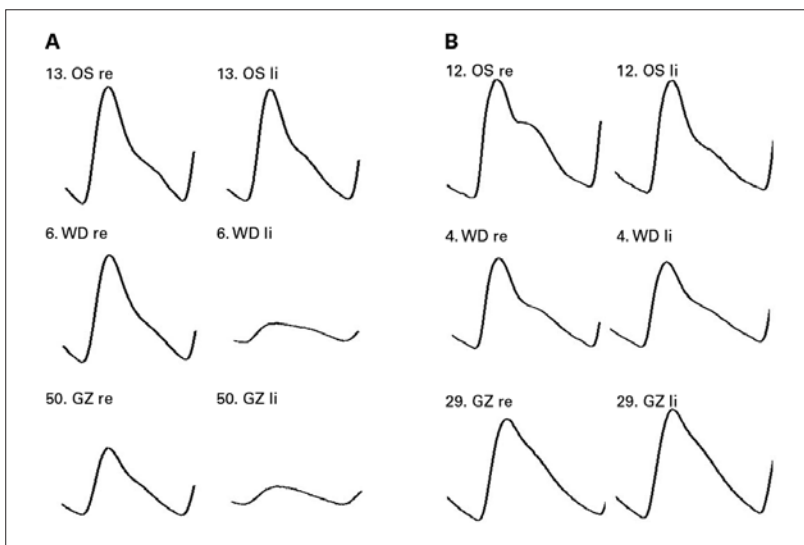 A
13. OS re
13. OS li
6. WD re
6. WD li
50. GZ re
50. GZ li
B
12. OS re
12. OS li
4. WD re
4. WD li
29. GZ re
29. GZ li